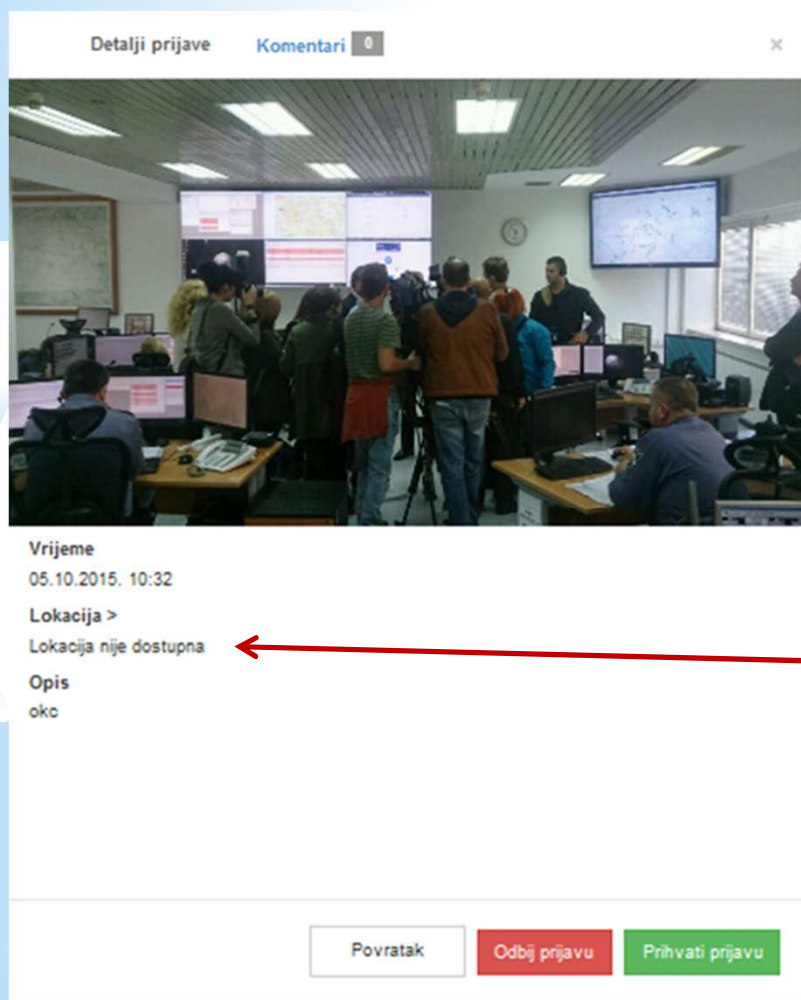 Detalji prijave Komentari 0 ×
Vrijeme
05.10.2015. 10:32
Lokacija >
Lokacija nije dostupna
Opis
okc
Povratak Odbij prijavu Prihvati prijavu